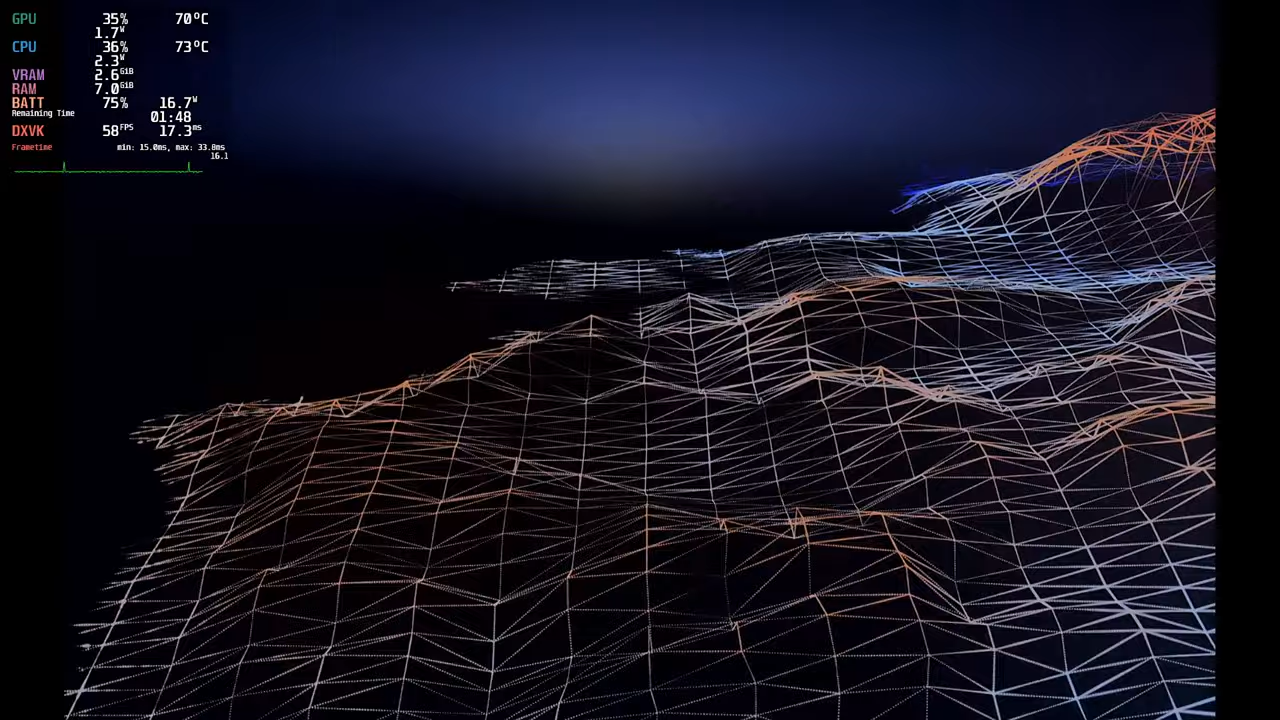 GPU 35% 70°C
1.7W
CPU 36% 73°C
2.3W
VRAM 2.6GiB
RAM 7.0GiB
BATT 75% 16.7W
Remaining Time 01:48
DXVK 58FPS 17.3ms
Frametime min: 15.0ms, max: 33.8ms
16.1